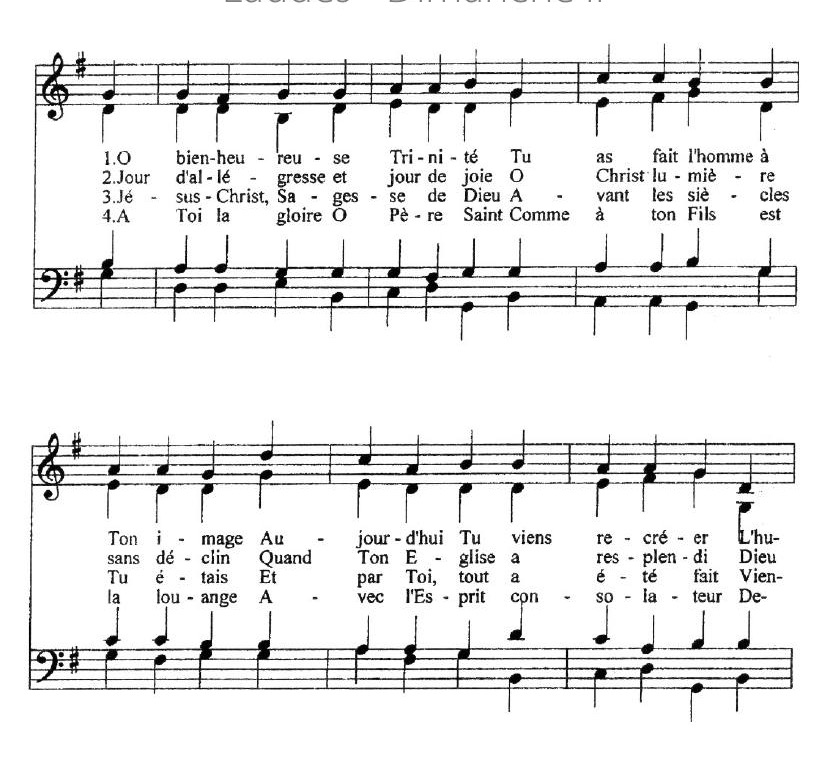 1.O bien-heu - reu - se Tri - ni - té Tu as fait l'homme à
2.Jour d'al - lé - gresse et jour de joie O Christ lu - miè - re
3.Jé - sus - Christ, Sa - ges - se de Dieu A - vant les siè - cles
4.A Toi la gloire O Pè - re Saint Comme à ton Fils est
Ton i - mage Au - jour - d'hui Tu viens re - cré - er L'hu-
sans dé - clin Quand Ton E - glise a res - plen - di Dieu
Tu é - tais Et par Toi, tout a é - té fait Vien-
la lou - ange A - vec l'Es - prit con - so - la - teur De-